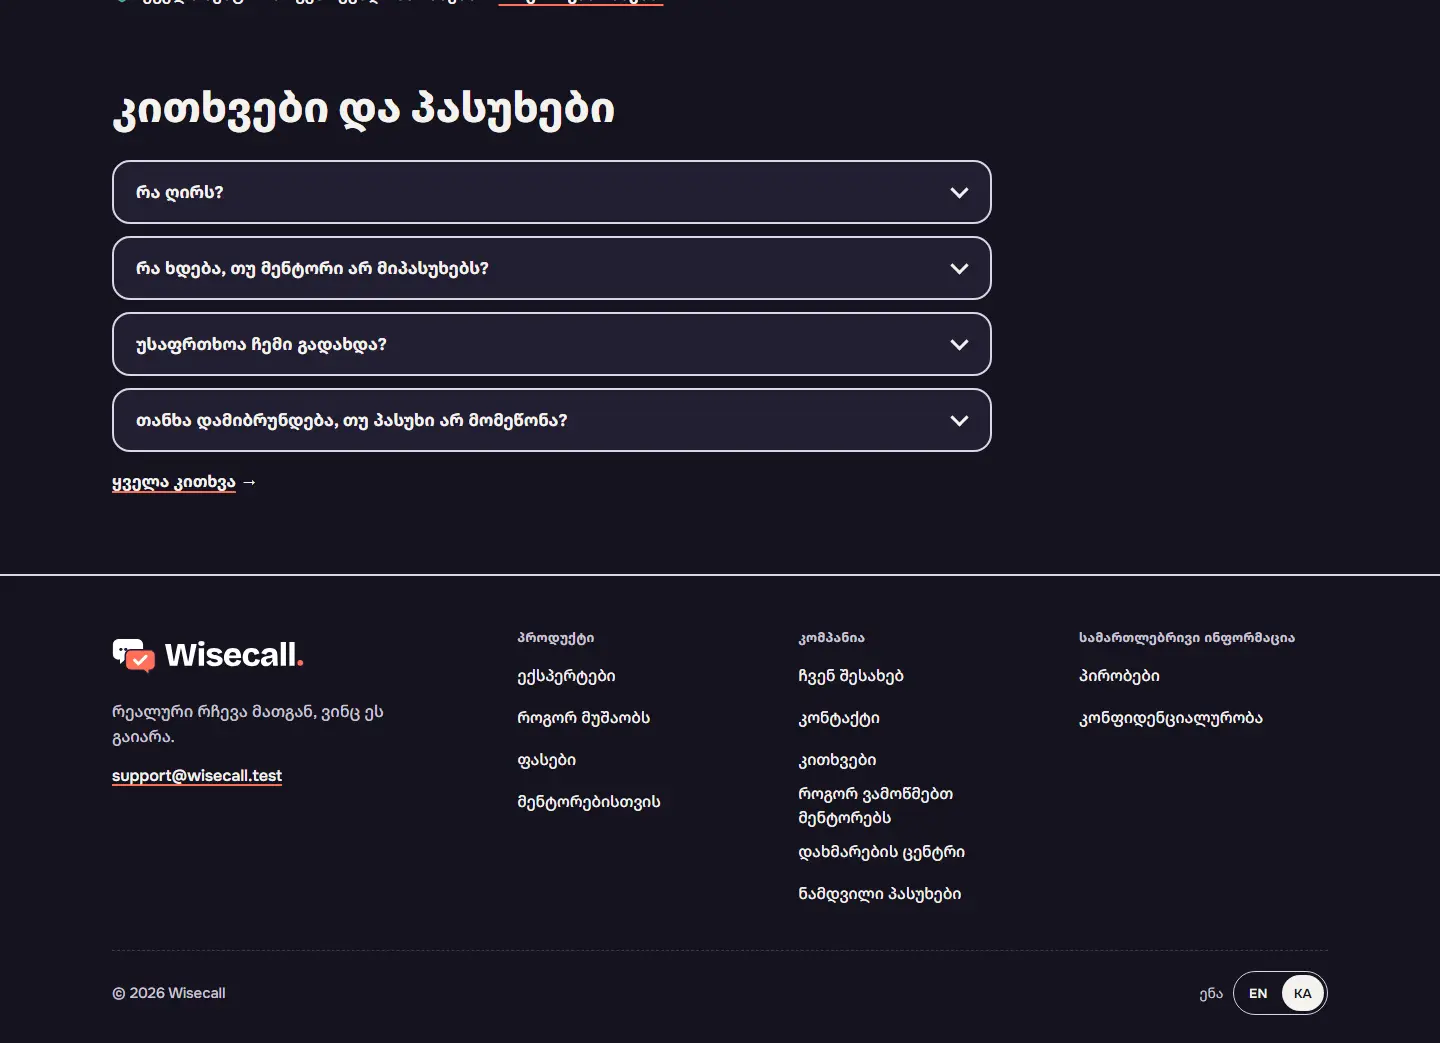 კითხვები და პასუხები
რა ღირს?
რა ხდება, თუ მენტორი არ მიპასუხებს?
უსაფრთხოა ჩემი გადახდა?
თანხა დამიბრუნდება, თუ პასუხი არ მომეწონა?
ყველა კითხვა →
Wisecall.
რეალური რჩევა მათგან, ვინც ეს
გაიარა.
support@wisecall.test
პროდუქტი
ექსპერტები
როგორ მუშაობს
ფასები
მენტორებისთვის
კომპანია
ჩვენ შესახებ
კონტაქტი
კითხვები
როგორ ვამოწმებთ
მენტორებს
დახმარების ცენტრი
ნამდვილი პასუხები
სამართლებრივი ინფორმაცია
პირობები
კონფიდენციალურობა
© 2026 Wisecall
ენა EN KA